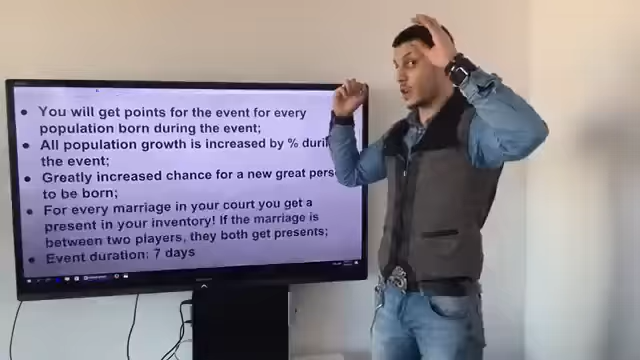 You will get points for the event for every
population born during the event;
All population growth is increased by % duri
the event;
Greatly increased chance for a new great pers
to be born;
For every marriage in your court you get a
present in your inventory! If the marriage is
between two players, they both get presents;
Event duration: 7 days